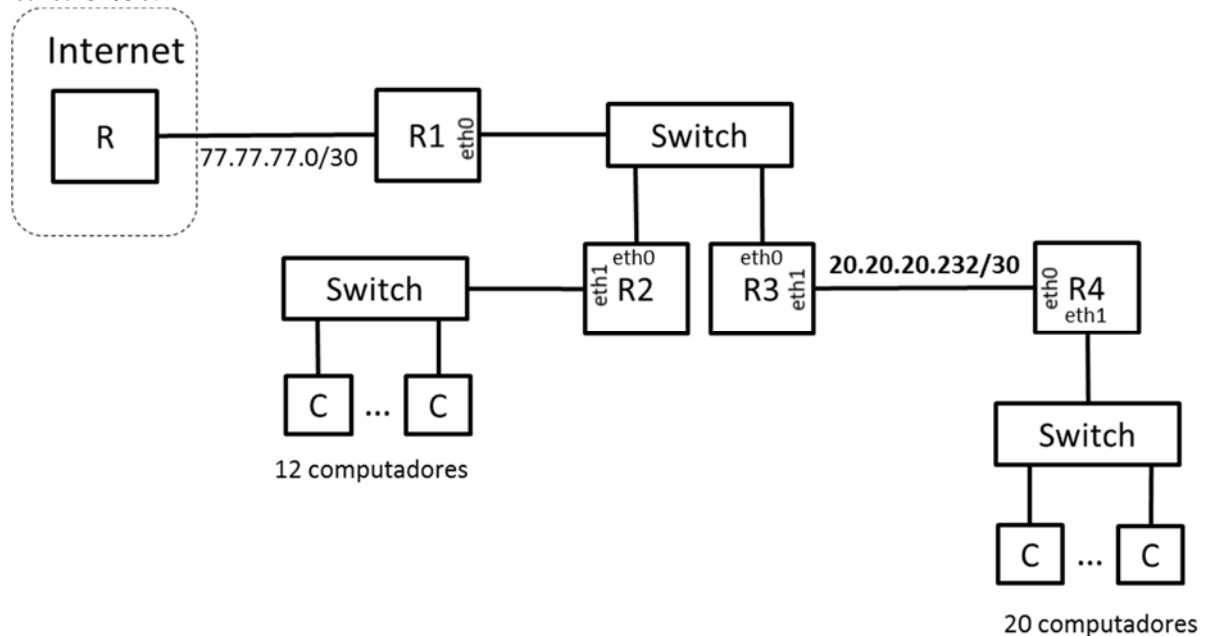 Internet
R
77.77.77.0/30
R1
eth0
Switch
Switch
eth1
eth0
R2
eth0
R3
eth1
20.20.20.232/30
eth0
R4
eth1
C ... C
12 computadores
Switch
C ... C
20 computadores